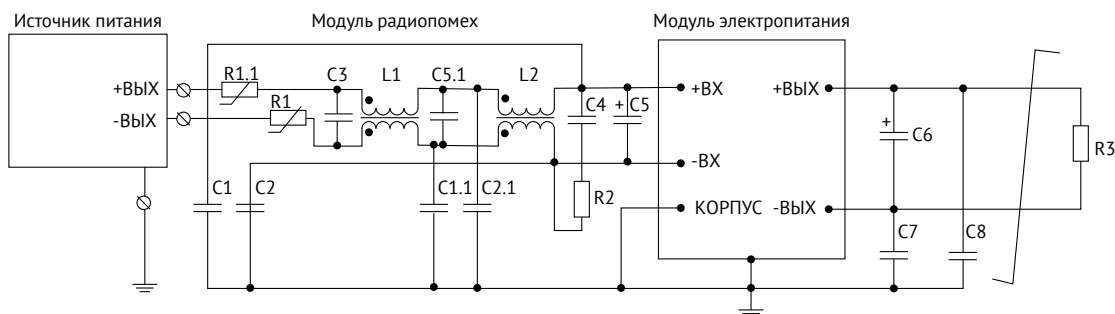 Источник питания
Модуль радиопомех
Модуль электропитания
+ВЫХ
-ВЫХ
R1.1
R1
C3
L1
C5.1
L2
C4
+
C5
+ВХ
+ВЫХ
-ВХ
КОРПУС
-ВЫХ
+
C6
R3
C1
C2
C1.1
C2.1
R2
C7
C8